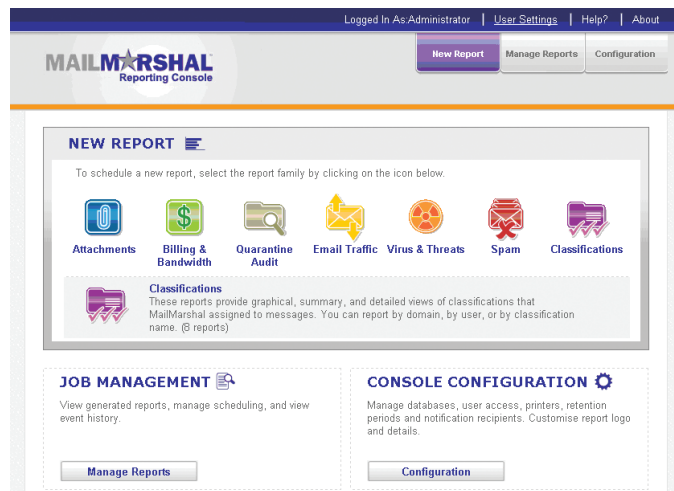 Logged In As:Administrator | User Settings | Help? | About
MAILMARSHAL
Reporting Console
New Report
Manage Reports
Configuration
NEW REPORT
To schedule a new report, select the report family by clicking on the icon below.
Attachments
Billing &
Bandwidth
Quarantine
Audit
Email Traffic
Virus & Threats
Spam
Classifications
Classifications
These reports provide graphical, summary, and detailed views of classifications that
MailMarshal assigned to messages. You can report by domain, by user, or by classification
name. (8 reports)
JOB MANAGEMENT
View generated reports, manage scheduling, and view
event history.
Manage Reports
CONSOLE CONFIGURATION
Manage databases, user access, printers, retention
periods and notification recipients. Customise report logo
and details.
Configuration